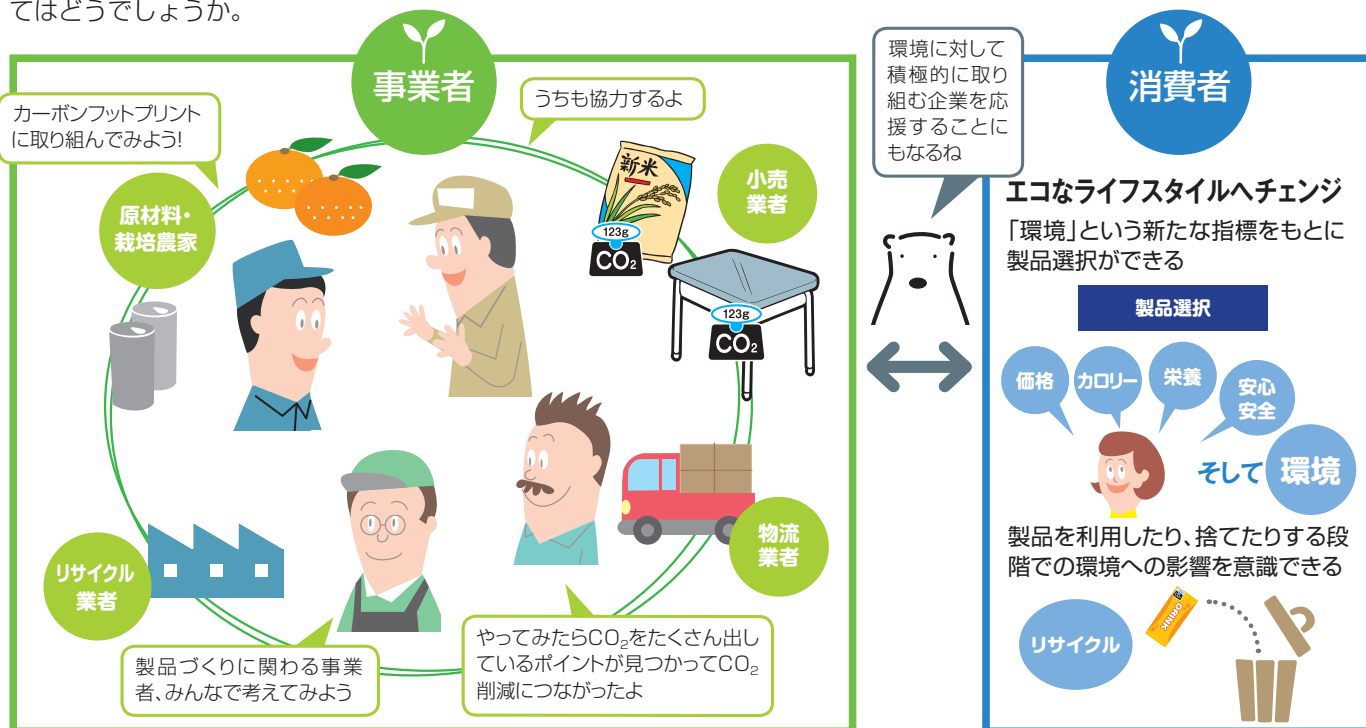 てはどうでしょうか。
事業者
カーボンフットプリント
に取り組んでみよう!
うちも協力するよ
原材料・
栽培農家
新米
123g
CO₂
小売
業者
123g
CO₂
物流
業者
リサイクル
業者
製品づくりに関わる事業
者、みんなで考えてみよう
やってみたらCO₂をたくさん出し
ているポイントが見つかってCO₂
削減につながったよ
環境に対して
積極的に取り
組む企業を応
援することに
もなるね
消費者
エコなライフスタイルへチェンジ
「環境」という新たな指標をもとに
製品選択ができる
製品選択
価格
カロリー
栄養
安心
安全
そして
環境
製品を利用したり、捨てたりする段
階での環境への影響を意識できる
リサイクル
DRINK